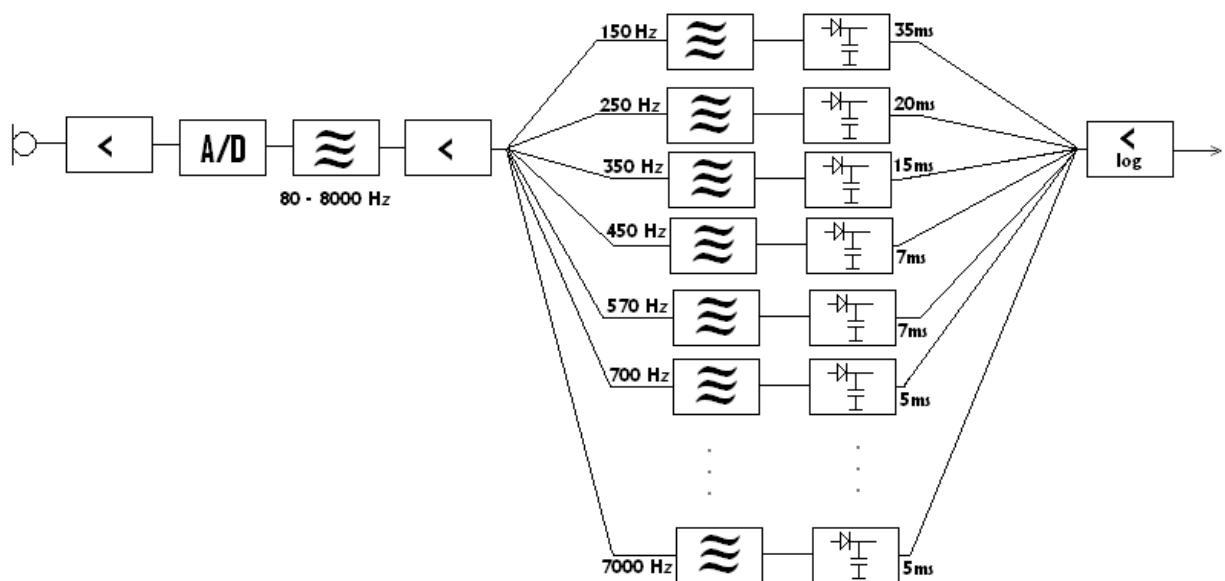 150 Hz
35ms
<
A/D
80 - 8000 Hz
<
250 Hz
20ms
350 Hz
15ms
450 Hz
7ms
570 Hz
7ms
700 Hz
5ms
7000 Hz
5ms
<
log